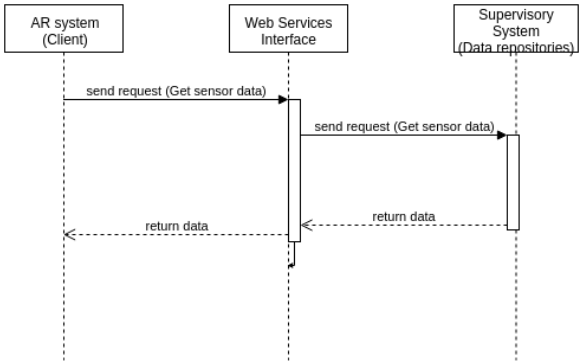 AR system
(Client)
Web Services
Interface
Supervisory
System
(Data repositories)
send request (Get sensor data)
send request (Get sensor data)
return data
return data